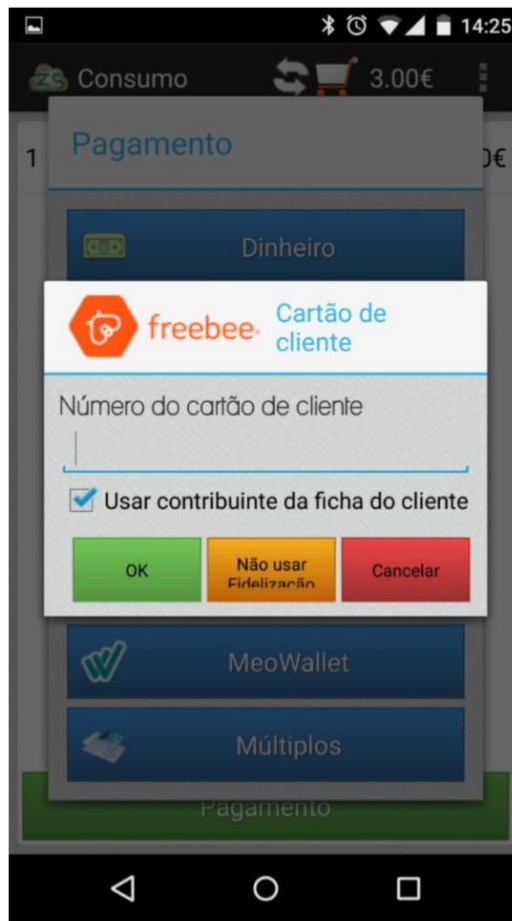 14:25
ZS Consumo 3.00€
Pagamento
1 0€
Dinheiro
freebee.
Cartão de
cliente
Número do cartão de cliente
Usar contribuinte da ficha do cliente
OK
Não usar
Fidelização
Cancelar
MeoWallet
Múltiplos
Pagamento